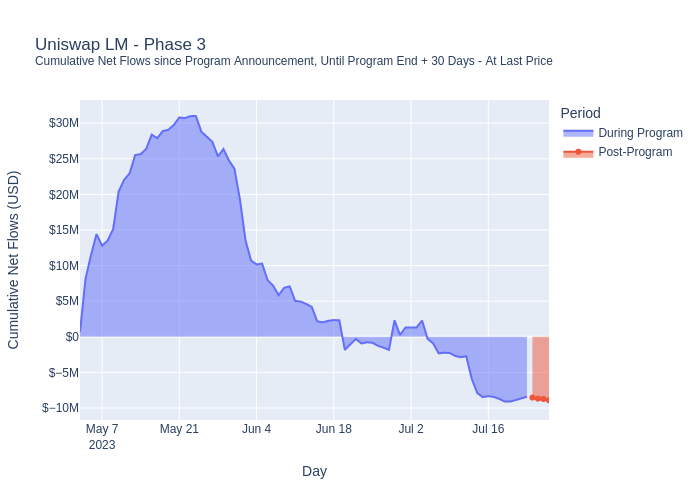 Uniswap LM - Phase 3
Cumulative Net Flows since Program Announcement, Until Program End + 30 Days - At Last Price
Period
During Program
Post-Program
Cumulative Net Flows (USD)
$30M
$25M
$20M
$15M
$10M
$5M
$0
$−5M
$−10M
May 7
2023
May 21
Jun 4
Jun 18
Jul 2
Jul 16
Day